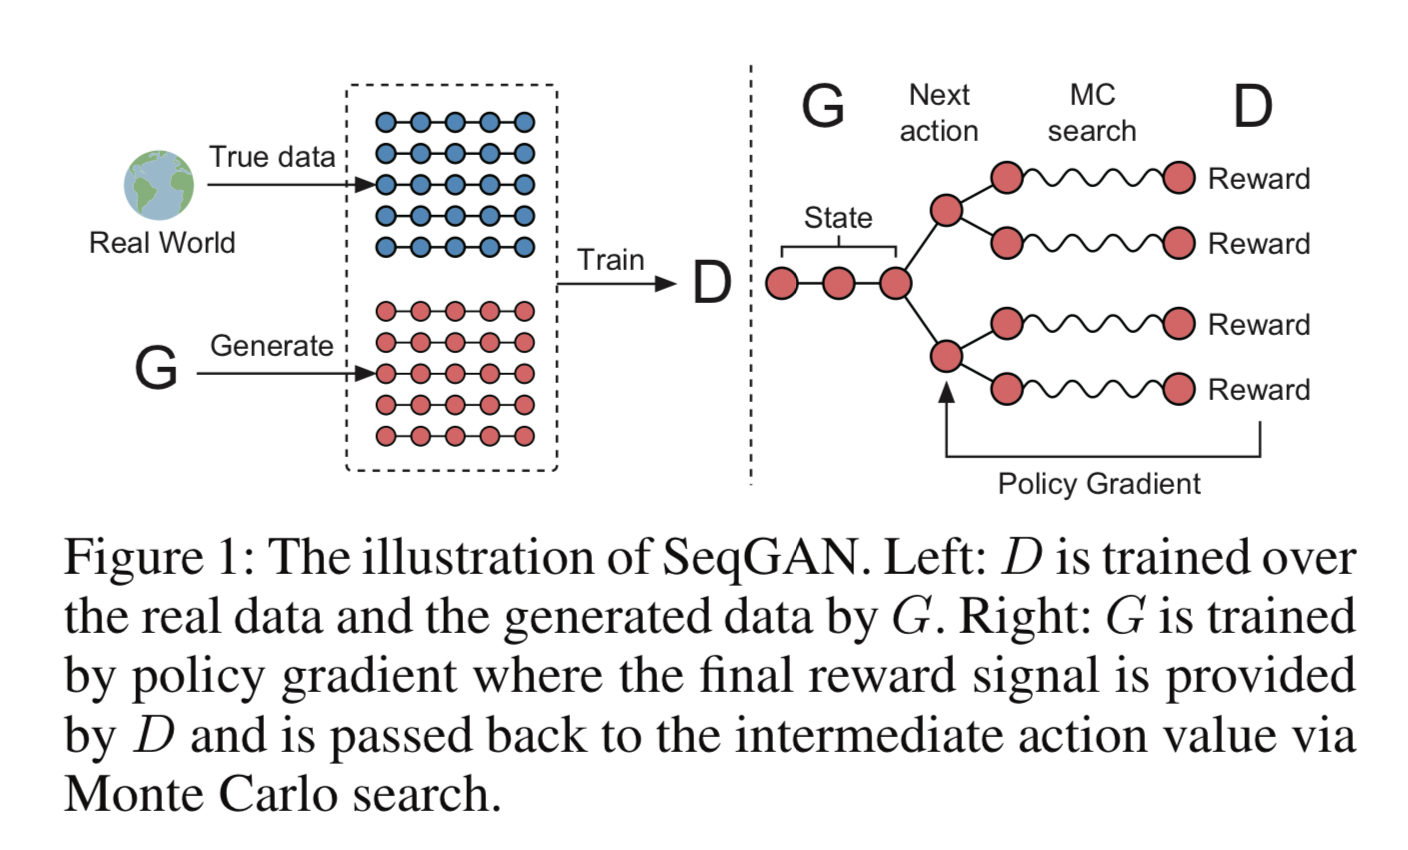 True data
Real World
G
Generate
Train
D
G
Next
action
MC
search
D
State
Reward
Reward
Reward
Reward
Policy Gradient
Figure 1: The illustration of SeqGAN. Left: D is trained over
the real data and the generated data by G. Right: G is trained
by policy gradient where the final reward signal is provided
by D and is passed back to the intermediate action value via
Monte Carlo search.